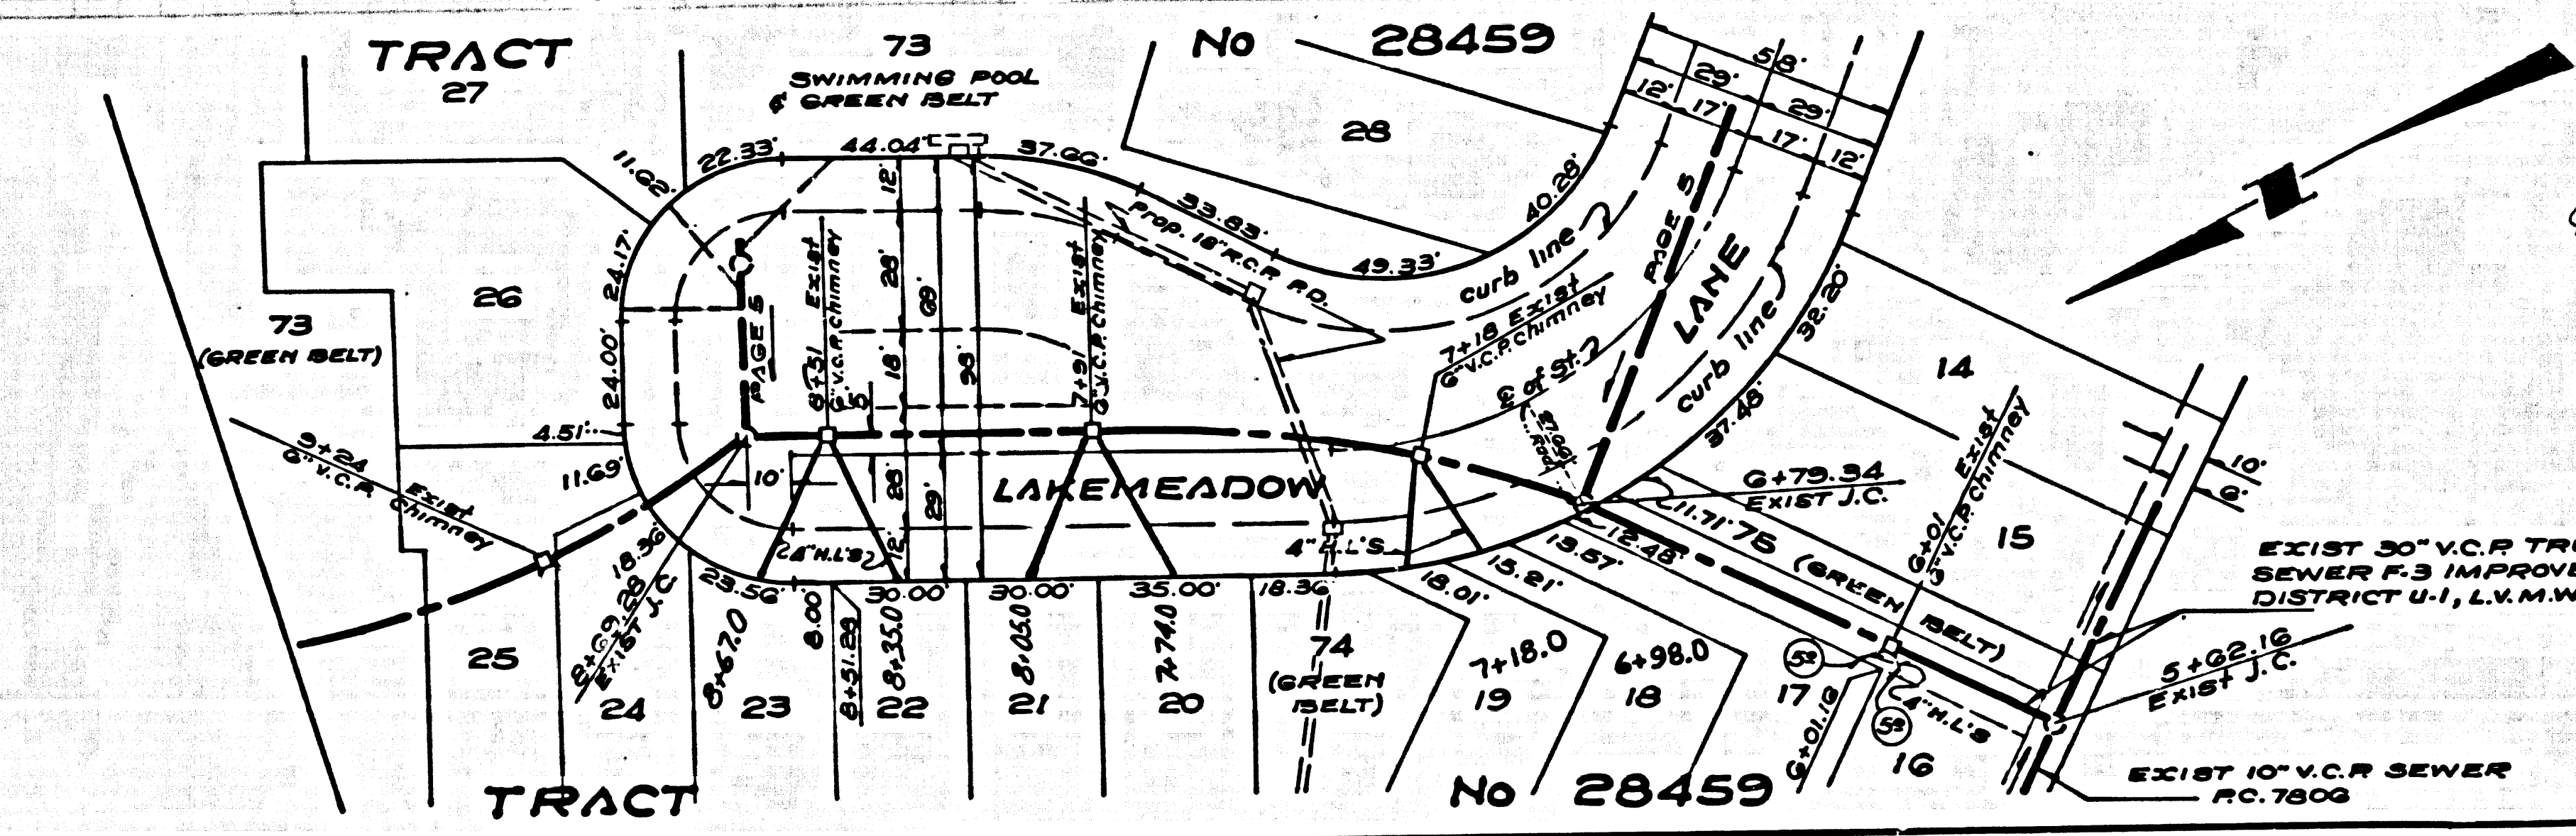 TRACT
27
73
SWIMMING POOL
& GREEN BELT
No 28459
28
58'
29'
29'
12'
17'
17'
12'
11.62'
22.33'
44.04'
37.66'
33.83'
49.33'
40.28'
12'
28'
69'
18'
98'
28'
29'
12'
24.17'
24.00'
4.51'
11.69'
26
73
(GREEN BELT)
PAGE 5
8+51 Exist
6" V.C.P. Chimney
5'
7+91 Exist
6" V.C.P. Chimney
Prop. 18" R.C.P. P.D.
curb line
PAGE 5
LANE
curb line
32.20'
37.48'
7+18 EXIST
6" V.C.P. Chimney
℄ of St.
14
15
6+01 Exist
6" V.C.P. Chimney
10'
6'
9+24 Exist
6" V.C.P. Chimney
10'
LAKEMEADOW
6+79.34
EXIST J.C.
11.71'
75 (GREEN BELT)
12.48'
13.57'
15.21'
18.01'
18.36'
35.00'
30.00'
30.00'
8.00'
23.56'
18.36'
4" H.L'S
4" H.L'S
EXIST 30" V.C.P. TRU
SEWER F-3 IMPROVE
DISTRICT U-1, L.V.M.W
5+62.16
Exist J.C.
25
8+69.28
Exist J.C
24
8+67.0
23
8+51.28
8+35.0
22
8+05.0
21
7+74.0
20
74
(GREEN
BELT)
7+18.0
19
6+98.0
18
17
6+01.16
4" H.L'S
16
TRACT
No 28459
EXIST 10" V.C.P. SEWER
P.C. 7806